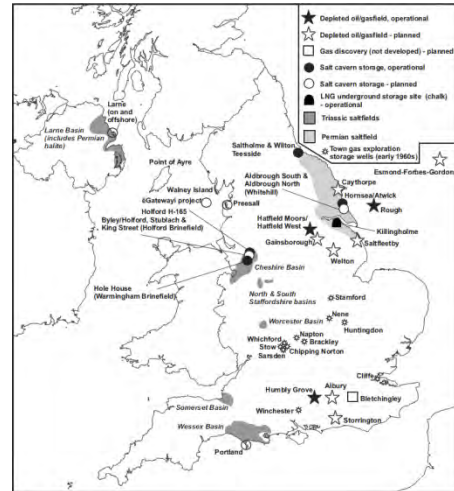 Depleted oil/gasfield, operational
Depleted oil/gasfield - planned
Gas discovery (not developed) - planned
Salt cavern storage, operational
Salt cavern storage - planned
LNG underground storage site (chalk) -
operational
Triassic saltfields
Permian saltfield
Town gas exploration
storage wells (early 1960s)
Larne (on and
offshore)
Larne Basin
(includes Permian
halite)
Point of Ayre
Walney Island
(Gateway) project
Preesall
Holford H-165
Byley/Holford, Stublach &
King Street (Holford Brinefield)
Hole House
(Warmingham Brinefield)
Saltholme & Wilton,
Teesside
Aldbrough South &
Aldbrough North
(Whitehill)
Caythorpe
Hornsea/Atwick
Rough
Esmond-Forbes-Gordon
Hatfield Moors/
Hatfield West
Killingholme
Gainsborough
Saltfleetby
Welton
Cheshire Basin
North & South
Staffordshire basins
Stamford
Worcester Basin
Nene
Huntingdon
Napton
Brackley
Whichford
Stow
Sarsden
Chipping Norton
Cliffe
Humbly Grove
Albury
Bletchingley
Winchester
Storrington
Somerset Basin
Wessex Basin
Portland